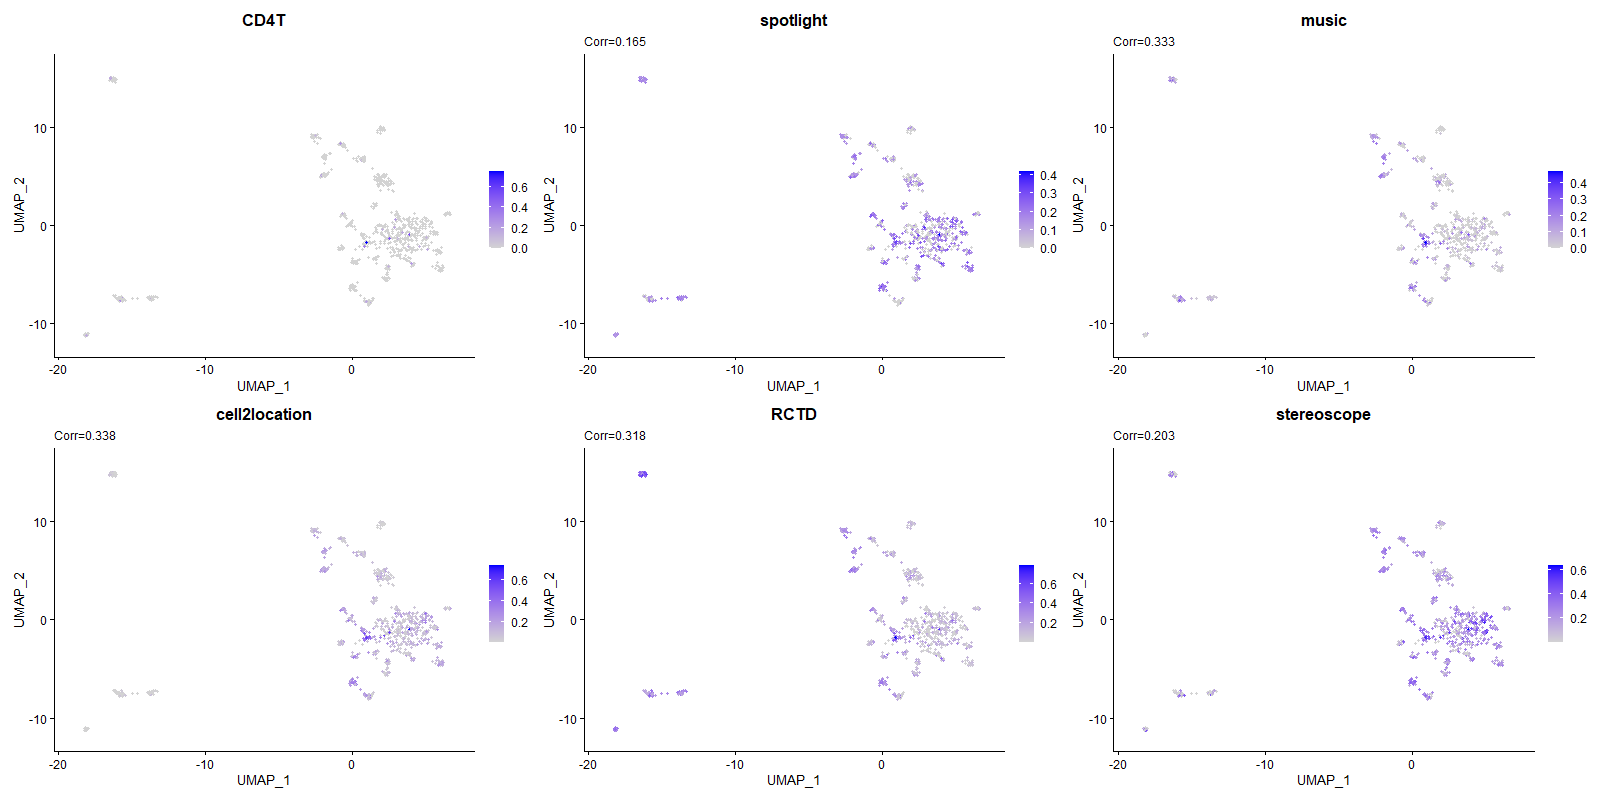 CD4T
spotlight
music
Corr=0.165
Corr=0.333
10
0
-10
UMAP_2
0.6
0.4
0.2
0.0
-20
-10
0
UMAP_1
10
0
-10
UMAP_2
0.4
0.3
0.2
0.1
0.0
-20
-10
0
UMAP_1
10
0
-10
UMAP_2
0.4
0.3
0.2
0.1
0.0
-20
-10
0
UMAP_1
cell2location
RCTD
stereoscope
Corr=0.338
Corr=0.318
Corr=0.203
10
0
-10
UMAP_2
0.6
0.4
0.2
-20
-10
0
UMAP_1
10
0
-10
UMAP_2
0.6
0.4
0.2
-20
-10
0
UMAP_1
10
0
-10
UMAP_2
0.6
0.4
0.2
-20
-10
0
UMAP_1